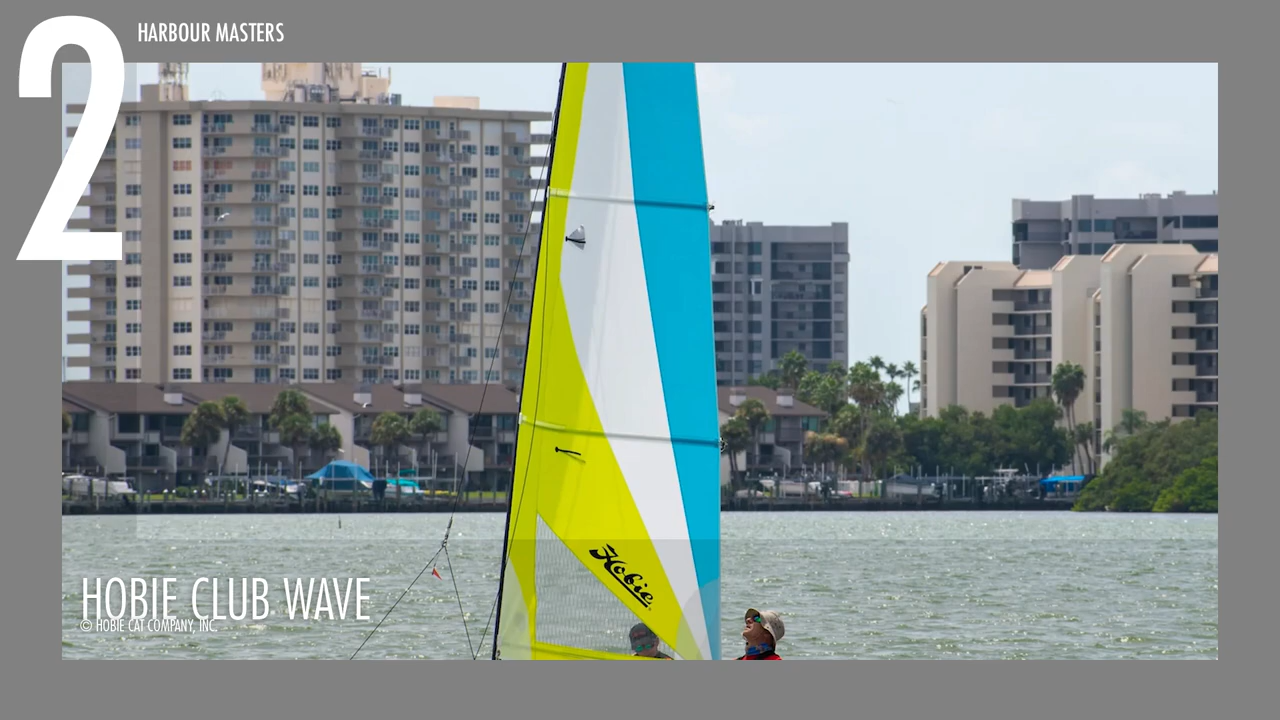 2
HARBOUR MASTERS
Hobie
HOBIE CLUB WAVE
© HOBIE CAT COMPANY, INC.